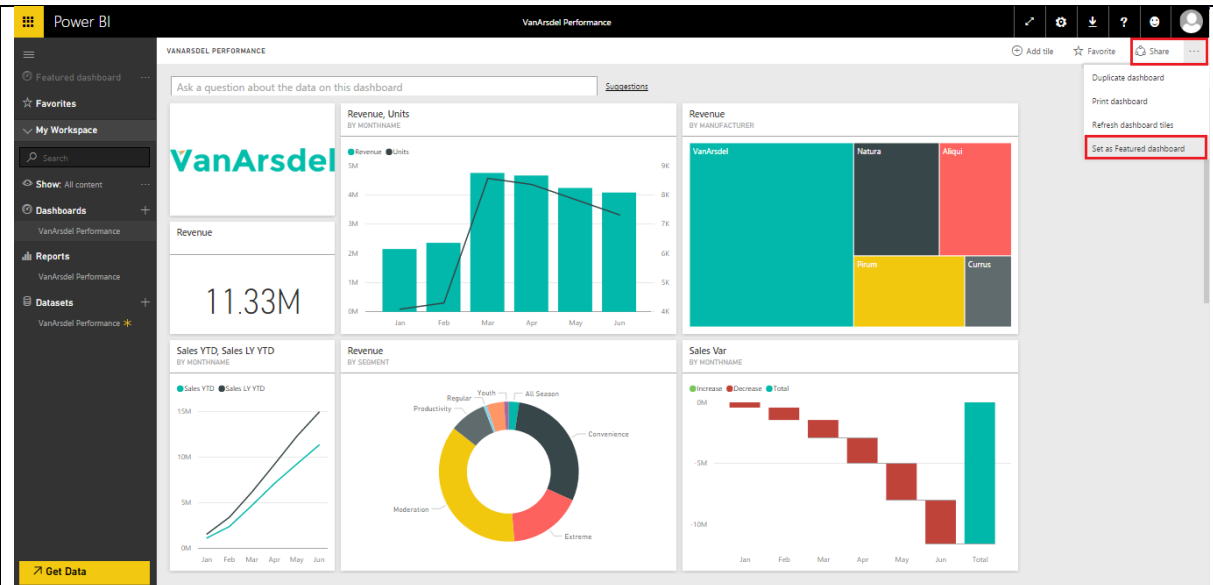 Power BI
VanArsdel Performance
?
Featured dashboard ...
Favorites
My Workspace
Search
Show: All content ...
Dashboards +
VanArsdel Performance
Reports
VanArsdel Performance
Datasets +
VanArsdel Performance
Get Data
VANARSDEL PERFORMANCE
Add tile
Favorite
Share
...
Duplicate dashboard
Print dashboard
Refresh dashboard tiles
Set as Featured dashboard
Ask a question about the data on this dashboard
Suggestions
VanArsdel
Revenue
11.33M
Revenue, Units
BY MONTHNAME
Revenue Units
5M 9K
4M 8K
3M 7K
2M 6K
1M 5K
0M 4K
Jan Feb Mar Apr May Jun
Revenue
BY MANUFACTURER
VanArsdel Natura Aliqui
Pirum Currus
Sales YTD, Sales LY YTD
BY MONTHNAME
Sales YTD Sales LY YTD
15M
10M
5M
0M
Jan Feb Mar Apr May Jun
Revenue
BY SEGMENT
Youth All Season
Regular
Productivity
Convenience
Moderation
Extreme
Sales Var
BY MONTHNAME
Increase Decrease Total
0M
-5M
-10M
Jan Feb Mar Apr May Jun Total